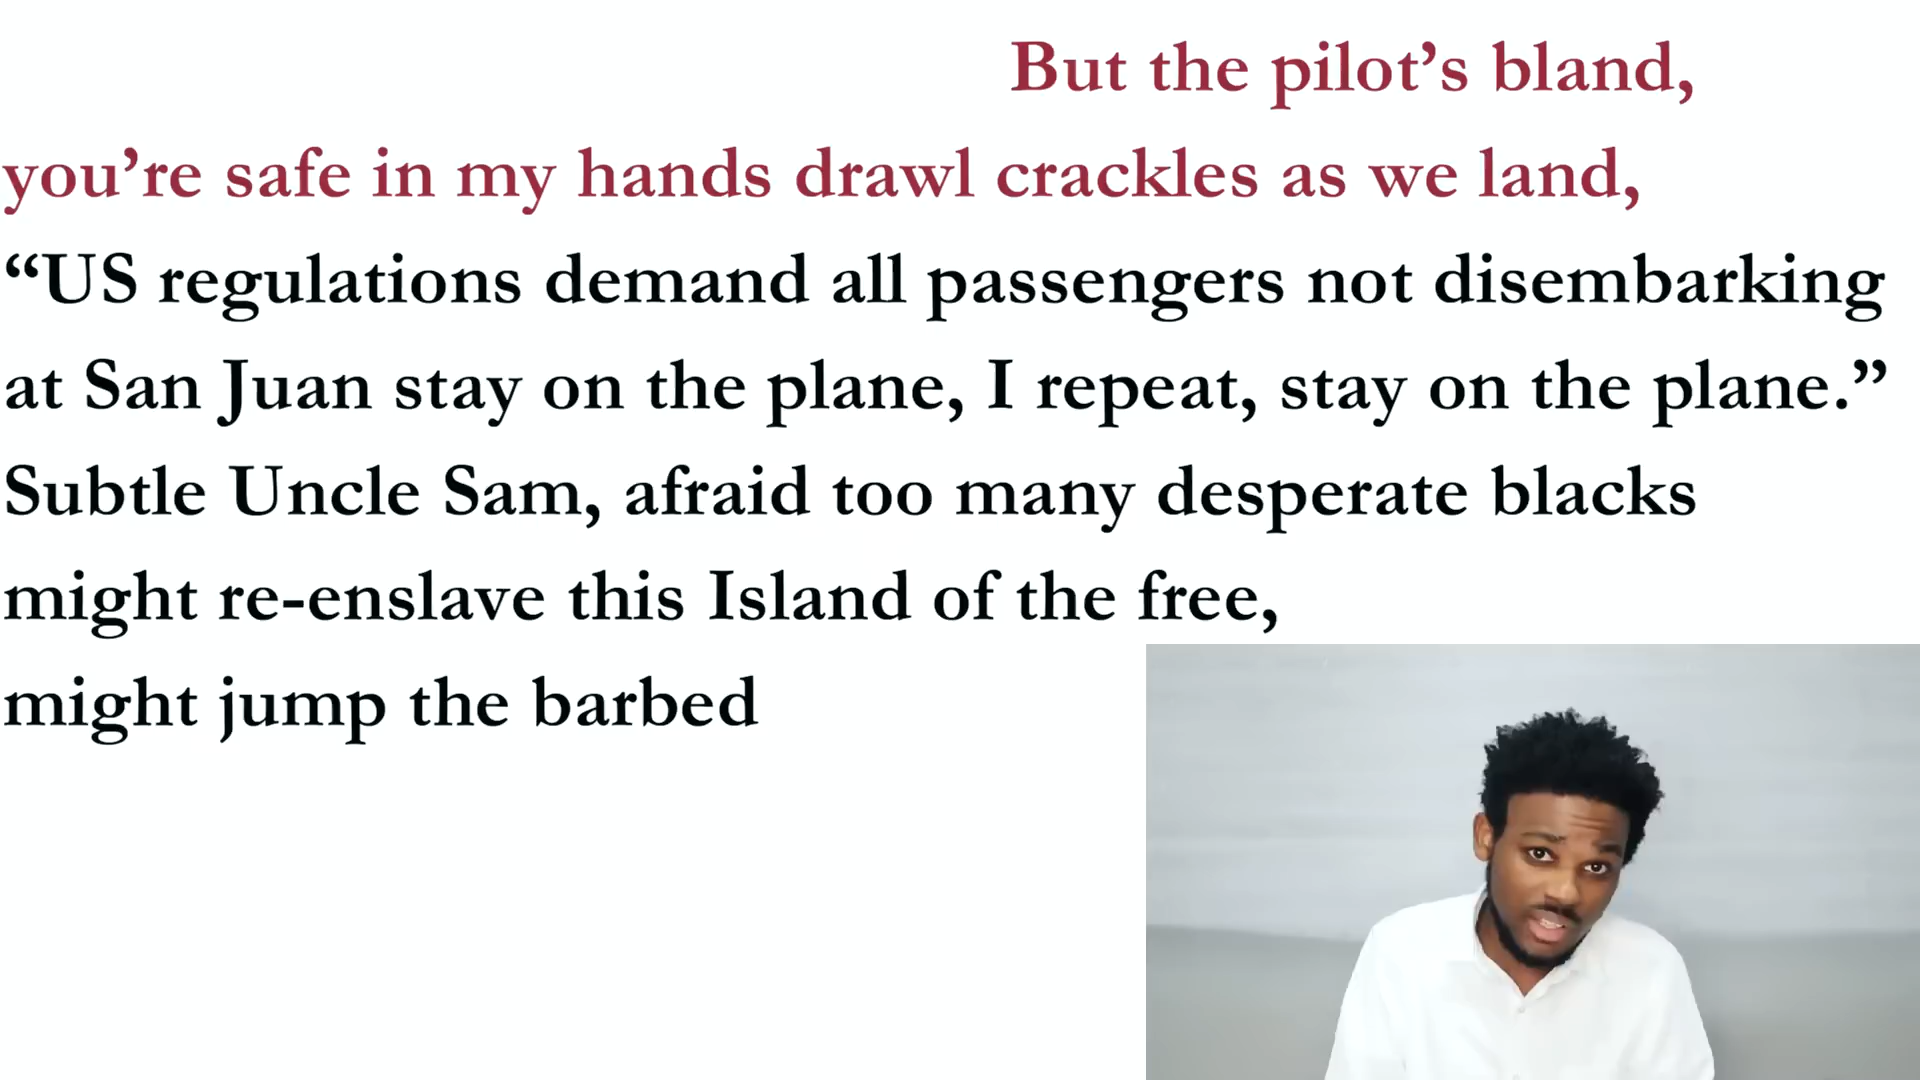 But the pilot’s bland,
you’re safe in my hands drawl crackles as we land,
“US regulations demand all passengers not disembarking
at San Juan stay on the plane, I repeat, stay on the plane.”
Subtle Uncle Sam, afraid too many desperate blacks
might re-enslave this Island of the free,
might jump the barbed